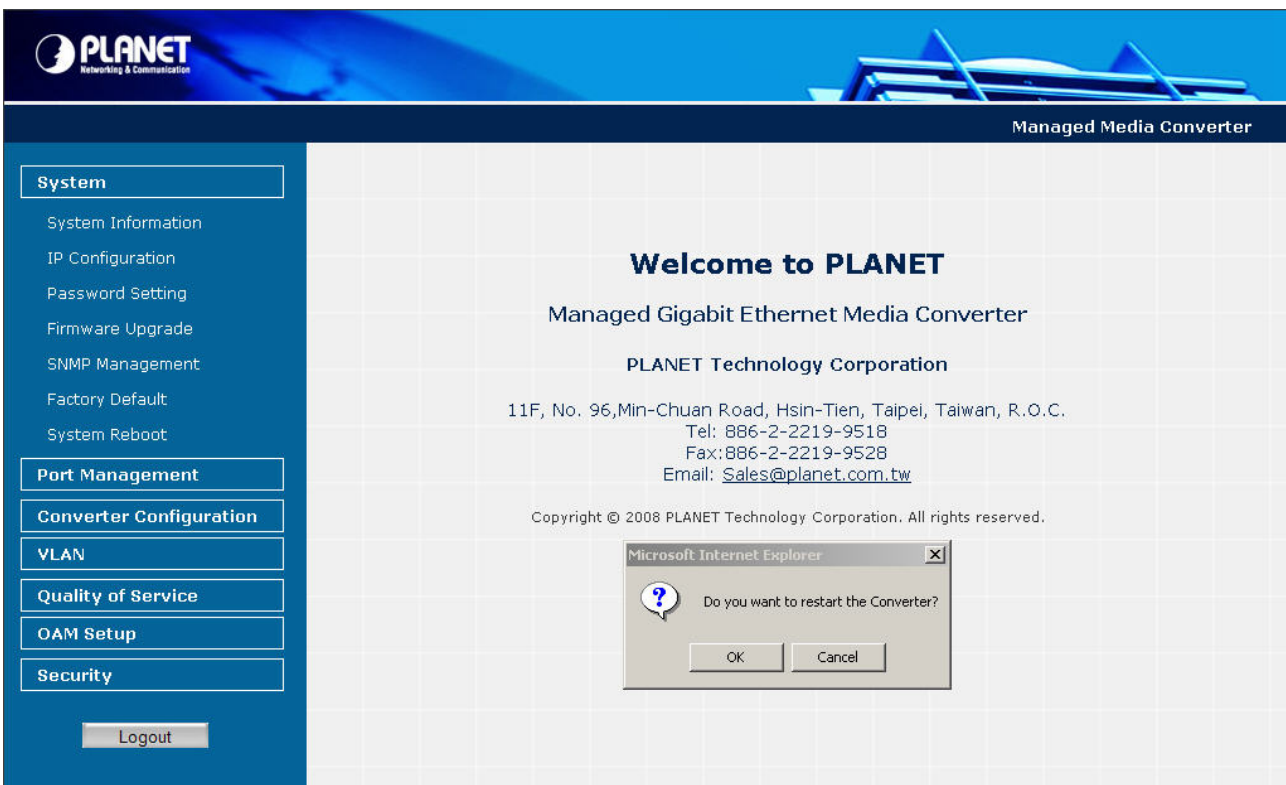 PLANET
Networking & Communication
Managed Media Converter
System
System Information
IP Configuration
Password Setting
Firmware Upgrade
SNMP Management
Factory Default
System Reboot
Port Management
Converter Configuration
VLAN
Quality of Service
OAM Setup
Security
Logout
Welcome to PLANET
Managed Gigabit Ethernet Media Converter
PLANET Technology Corporation
11F, No. 96,Min-Chuan Road, Hsin-Tien, Taipei, Taiwan, R.O.C.
Tel: 886-2-2219-9518
Fax:886-2-2219-9528
Email: Sales@planet.com.tw
Copyright © 2008 PLANET Technology Corporation. All rights reserved.
Microsoft Internet Explorer
Do you want to restart the Converter?
OK
Cancel